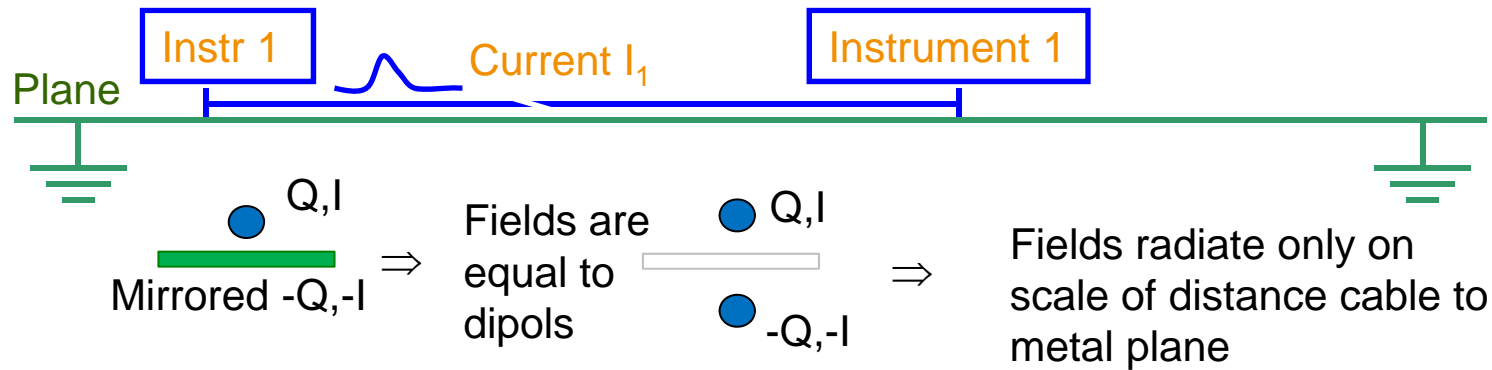 Instr 1
Current I₁
Instrument 1
Plane
Q,I
Mirrored -Q,-I
⇒
Fields are
equal to
dipols
Q,I
-Q,-I
⇒
Fields radiate only on
scale of distance cable to
metal plane